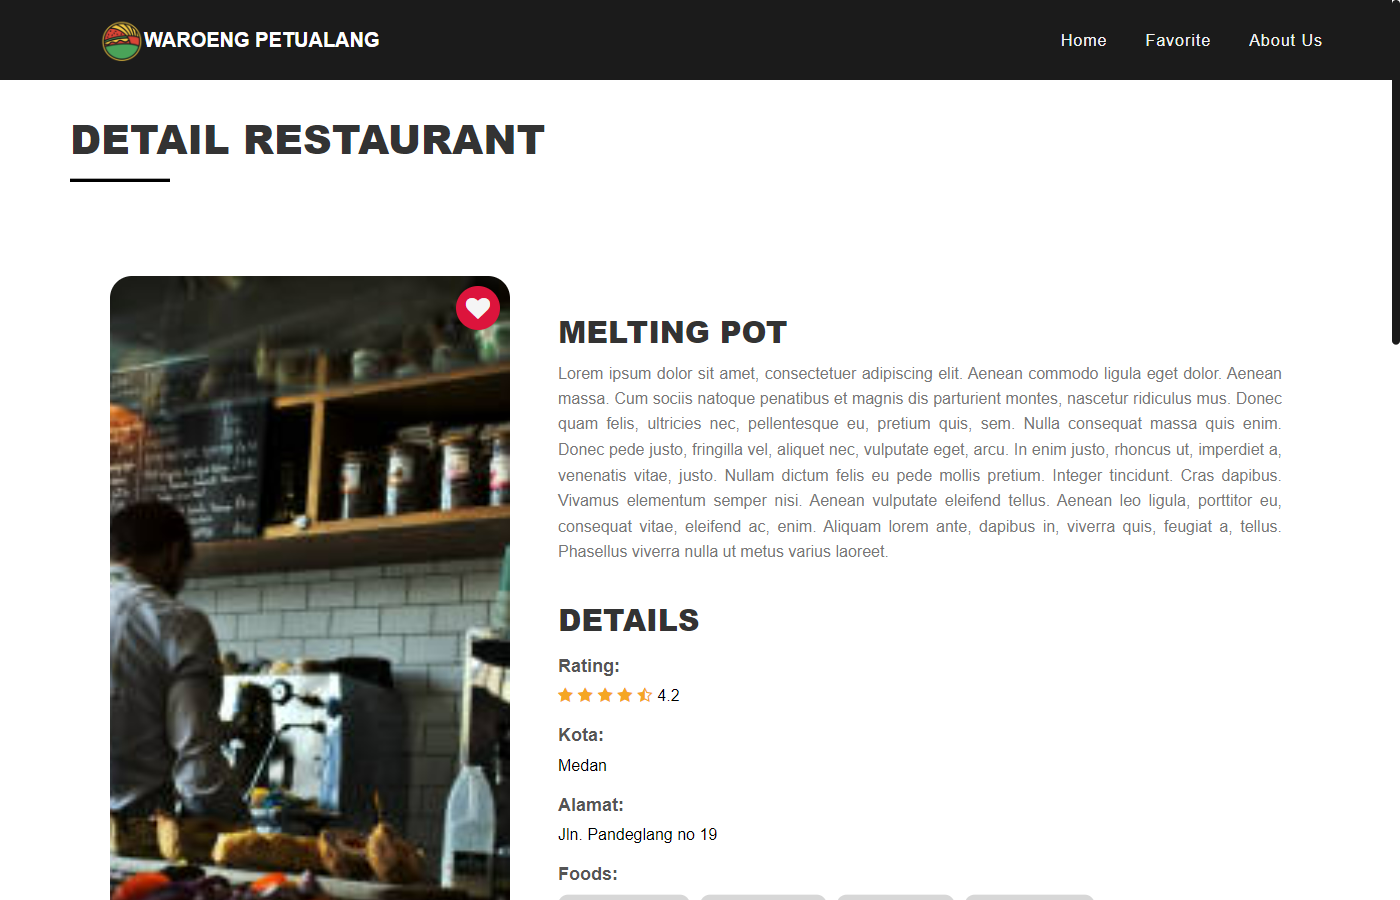 WAROENG PETUALANG
Home Favorite About Us
DETAIL RESTAURANT
MELTING POT
Lorem ipsum dolor sit amet, consectetuer adipiscing elit. Aenean commodo ligula eget dolor. Aenean
massa. Cum sociis natoque penatibus et magnis dis parturient montes, nascetur ridiculus mus. Donec
quam felis, ultricies nec, pellentesque eu, pretium quis, sem. Nulla consequat massa quis enim.
Donec pede justo, fringilla vel, aliquet nec, vulputate eget, arcu. In enim justo, rhoncus ut, imperdiet a,
venenatis vitae, justo. Nullam dictum felis eu pede mollis pretium. Integer tincidunt. Cras dapibus.
Vivamus elementum semper nisi. Aenean vulputate eleifend tellus. Aenean leo ligula, porttitor eu,
consequat vitae, eleifend ac, enim. Aliquam lorem ante, dapibus in, viverra quis, feugiat a, tellus.
Phasellus viverra nulla ut metus varius laoreet.
DETAILS
Rating:
4.2
Kota:
Medan
Alamat:
Jln. Pandeglang no 19
Foods: